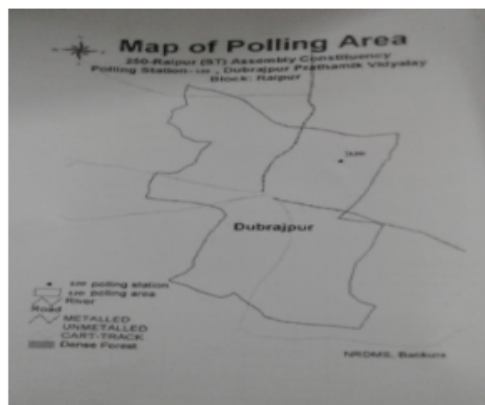 Map of Polling Area
250-Raipur (ST) Assembly Constituency
Polling Station- , Dubrajpur Prathamik Vidyalay
Block: Raipur
Dubrajpur
polling station
polling area
River
Road
METALLED
UNMETALLED
CART-TRACK
Dense Forest
NRDMS, Bankura